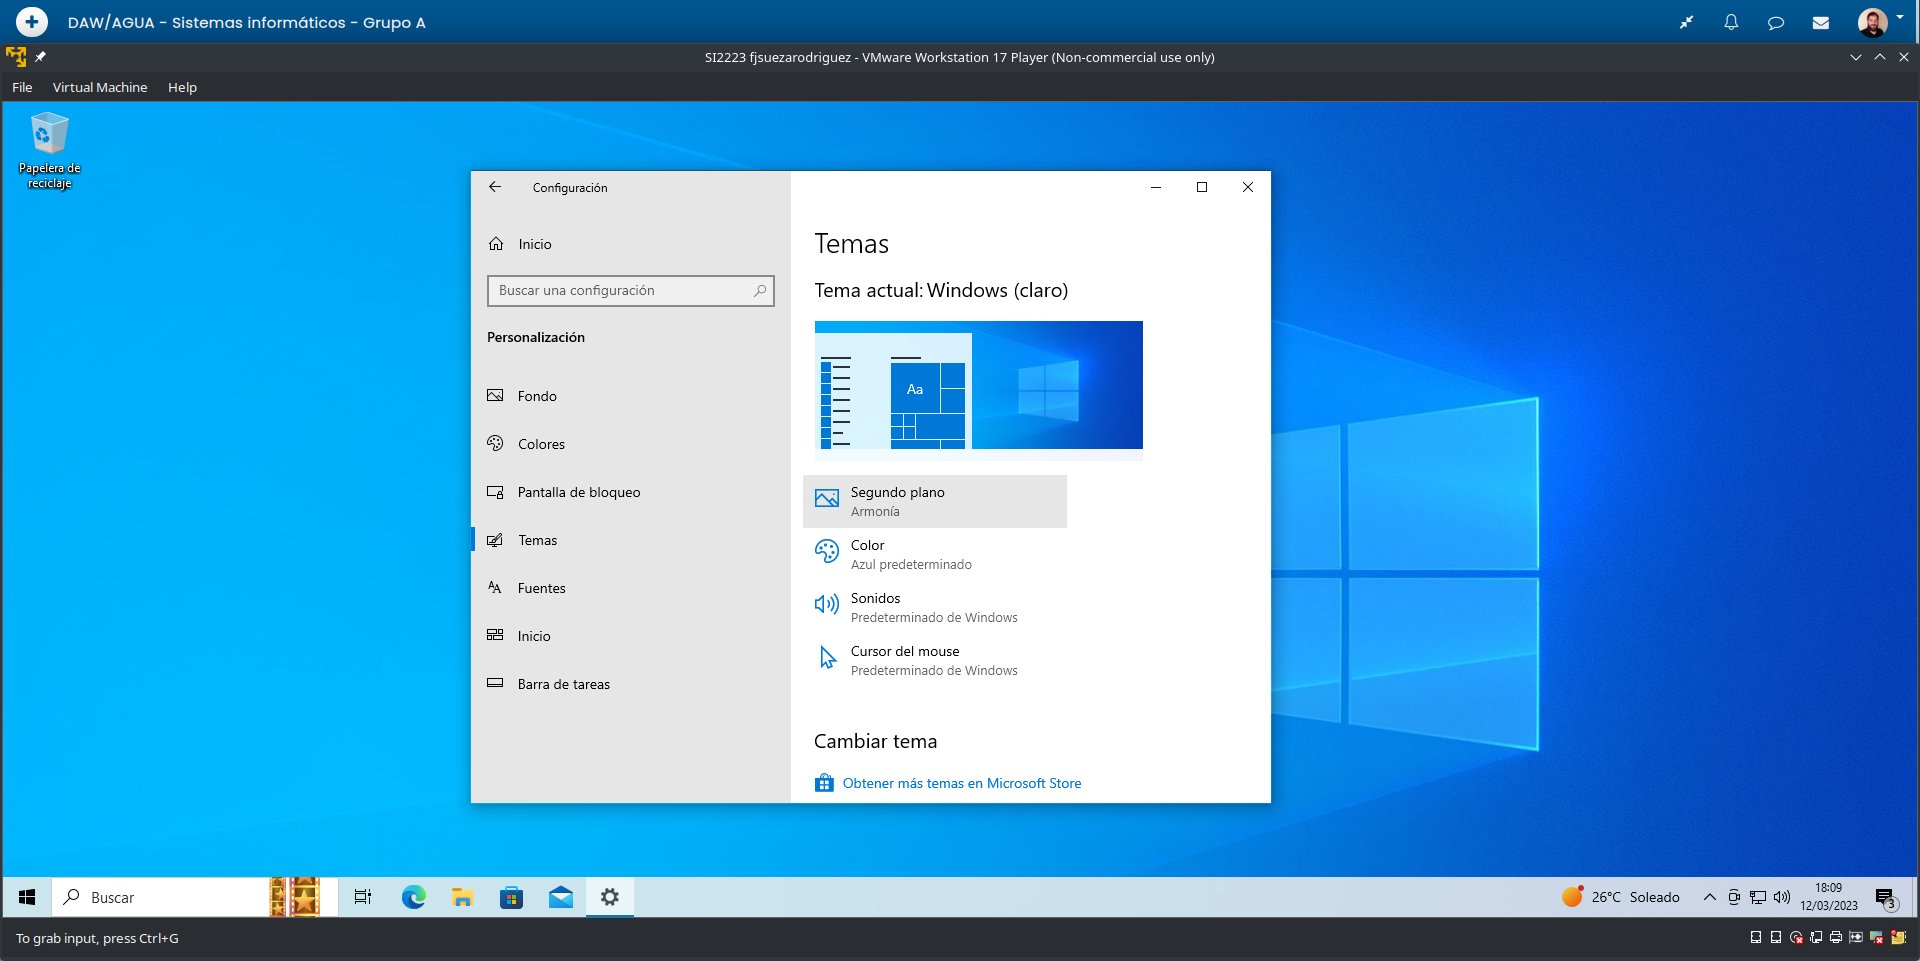 DAW/AGUA - Sistemas informáticos - Grupo A
SI2223 fjsuezarodriguez - VMware Workstation 17 Player (Non-commercial use only)
File Virtual Machine Help
Papelera de
reciclaje
Configuración
Inicio
Buscar una configuración
Personalización
Fondo
Colores
Pantalla de bloqueo
Temas
Fuentes
Inicio
Barra de tareas
Temas
Tema actual: Windows (claro)
Aa
Segundo plano
Armonía
Color
Azul predeterminado
Sonidos
Predeterminado de Windows
Cursor del mouse
Predeterminado de Windows
Cambiar tema
Obtener más temas en Microsoft Store
Buscar
26°C Soleado
18:09
12/03/2023
3
To grab input, press Ctrl+G